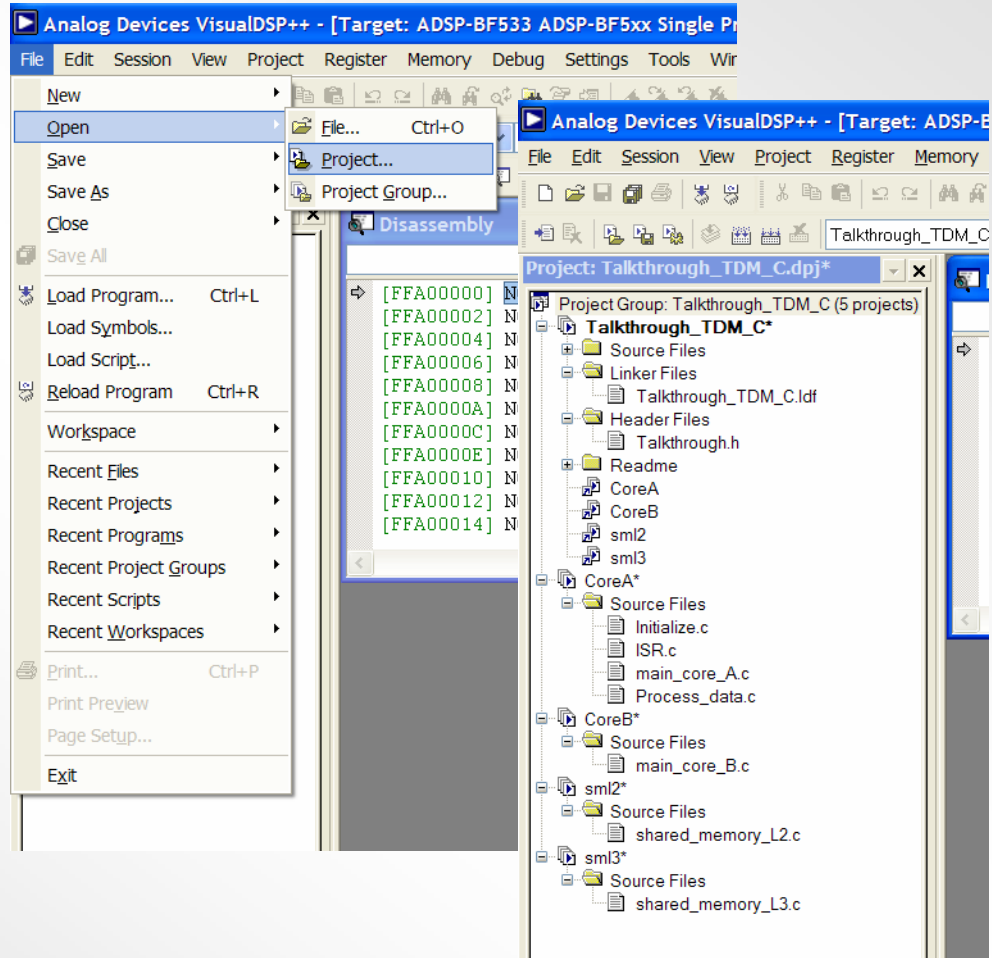 Analog Devices VisualDSP++ - [Target: ADSP-BF533 ADSP-BF5xx Single
File Edit Session View Project Register Memory Debug Settings Tools
New
Open
Save
Save As
Close
Save All
Load Program... Ctrl+L
Load Symbols...
Load Script...
Reload Program Ctrl+R
Workspace
Recent Files
Recent Projects
Recent Programs
Recent Project Groups
Recent Scripts
Recent Workspaces
Print... Ctrl+P
Print Preview
Page Setup...
Exit
File... Ctrl+O
Project...
Project Group...
Disassembly
[FFA00000] N
[FFA00002] N
[FFA00004] N
[FFA00006] N
[FFA00008] N
[FFA0000A] N
[FFA0000C] N
[FFA0000E] N
[FFA00010] N
[FFA00012] N
[FFA00014] N
Analog Devices VisualDSP++ - [Target: ADSP-
File Edit Session View Project Register Memory
Talkthrough_TDM_C
Project: Talkthrough_TDM_C.dpj*
Project Group: Talkthrough_TDM_C (5 projects)
Talkthrough_TDM_C*
Source Files
Linker Files
Talkthrough_TDM_C.ldf
Header Files
Talkthrough.h
Readme
CoreA
CoreB
sml2
sml3
CoreA*
Source Files
Initialize.c
ISR.c
main_core_A.c
Process_data.c
CoreB*
Source Files
main_core_B.c
sml2*
Source Files
shared_memory_L2.c
sml3*
Source Files
shared_memory_L3.c